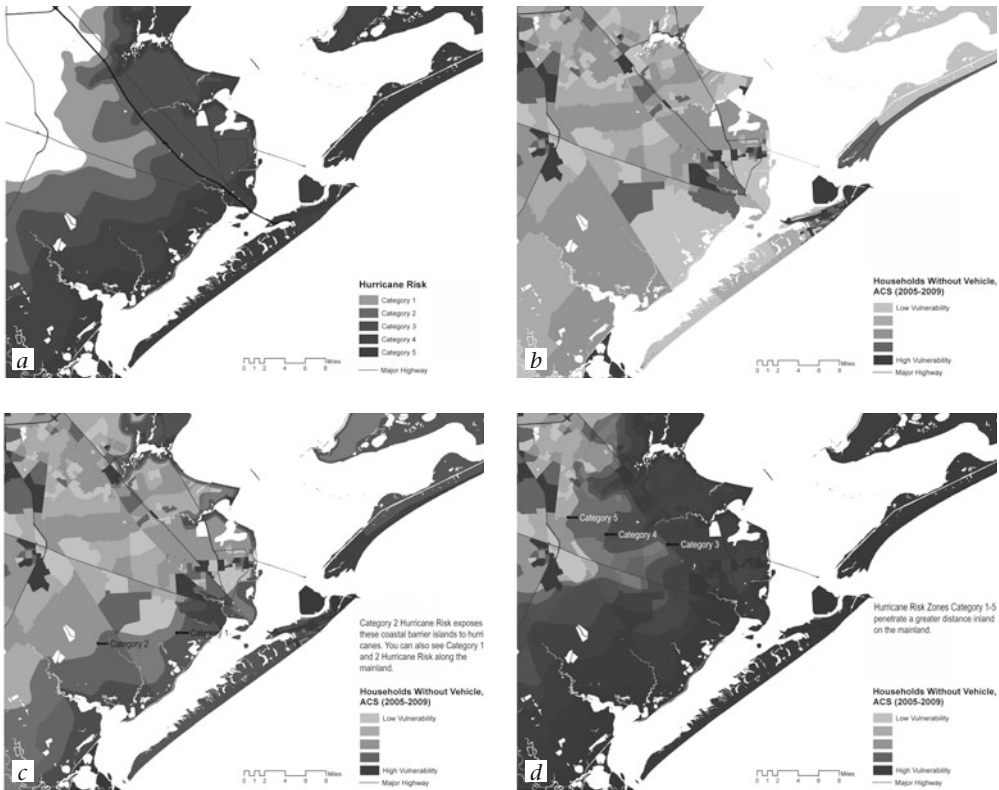 Hurricane Risk
Category 1
Category 2
Category 3
Category 4
Category 5
Miles
0 1 2 4 6 8
Major Highway
a
Households Without Vehicle,
ACS (2005-2009)
Low Vulnerability
High Vulnerability
Miles
0 1 2 4 6 8
Major Highway
b
Category 1
Category 2
Category 2 Hurricane Risk exposes
these coastal barrier islands to hurri
canes. You can also see Category 1
and 2 Hurricane Risk along the
mainland.
Households Without Vehicle,
ACS (2005-2009)
Low Vulnerability
High Vulnerability
Miles
0 1 2 4 6 8
Major Highway
c
Category 5
Category 4
Category 3
Hurricane Risk Zones Category 1-5
penetrate a greater distance inland
on the mainland.
Households Without Vehicle,
ACS (2005-2009)
Low Vulnerability
High Vulnerability
Miles
0 1 2 4 6 8
Major Highway
d